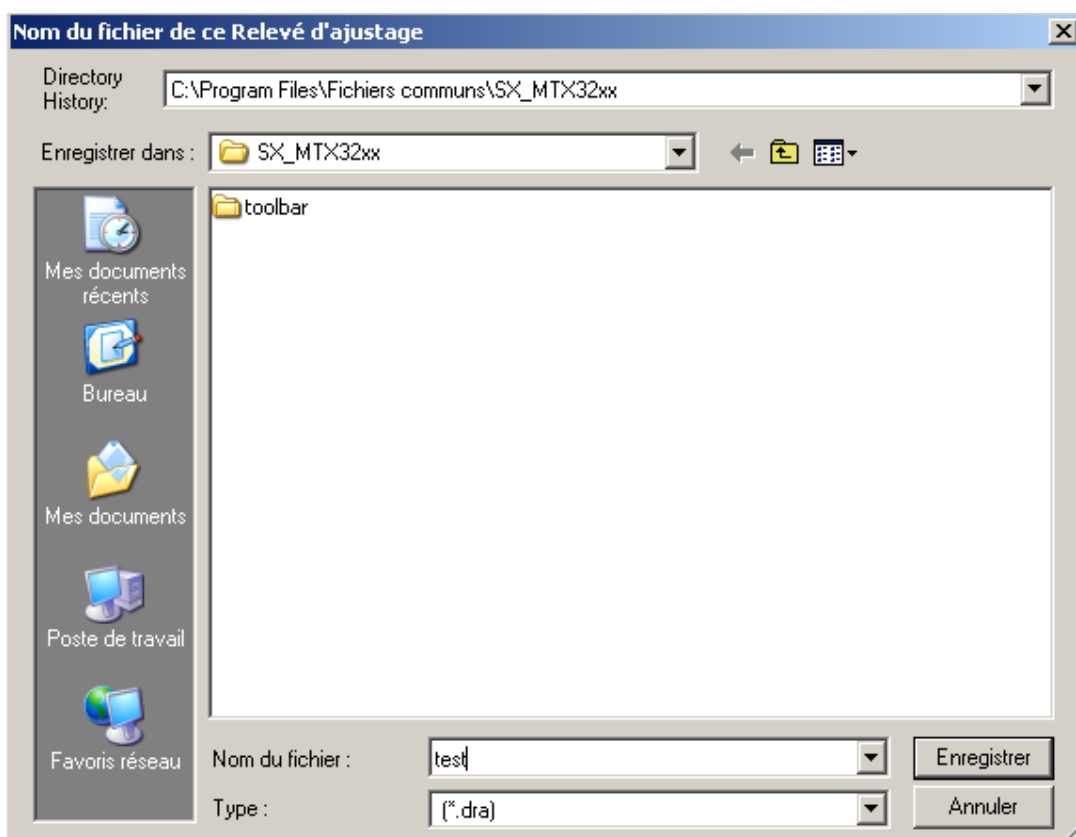 Nom du fichier de ce Relevé d'ajustage
Directory History:
C:\Program Files\Fichiers communs\SX_MTX32xx
Enregistrer dans :
SX_MTX32xx
toolbar
Mes documents
récents
Bureau
Mes documents
Poste de travail
Favoris réseau
Nom du fichier :
test
Enregistrer
Type :
(*.dra)
Annuler